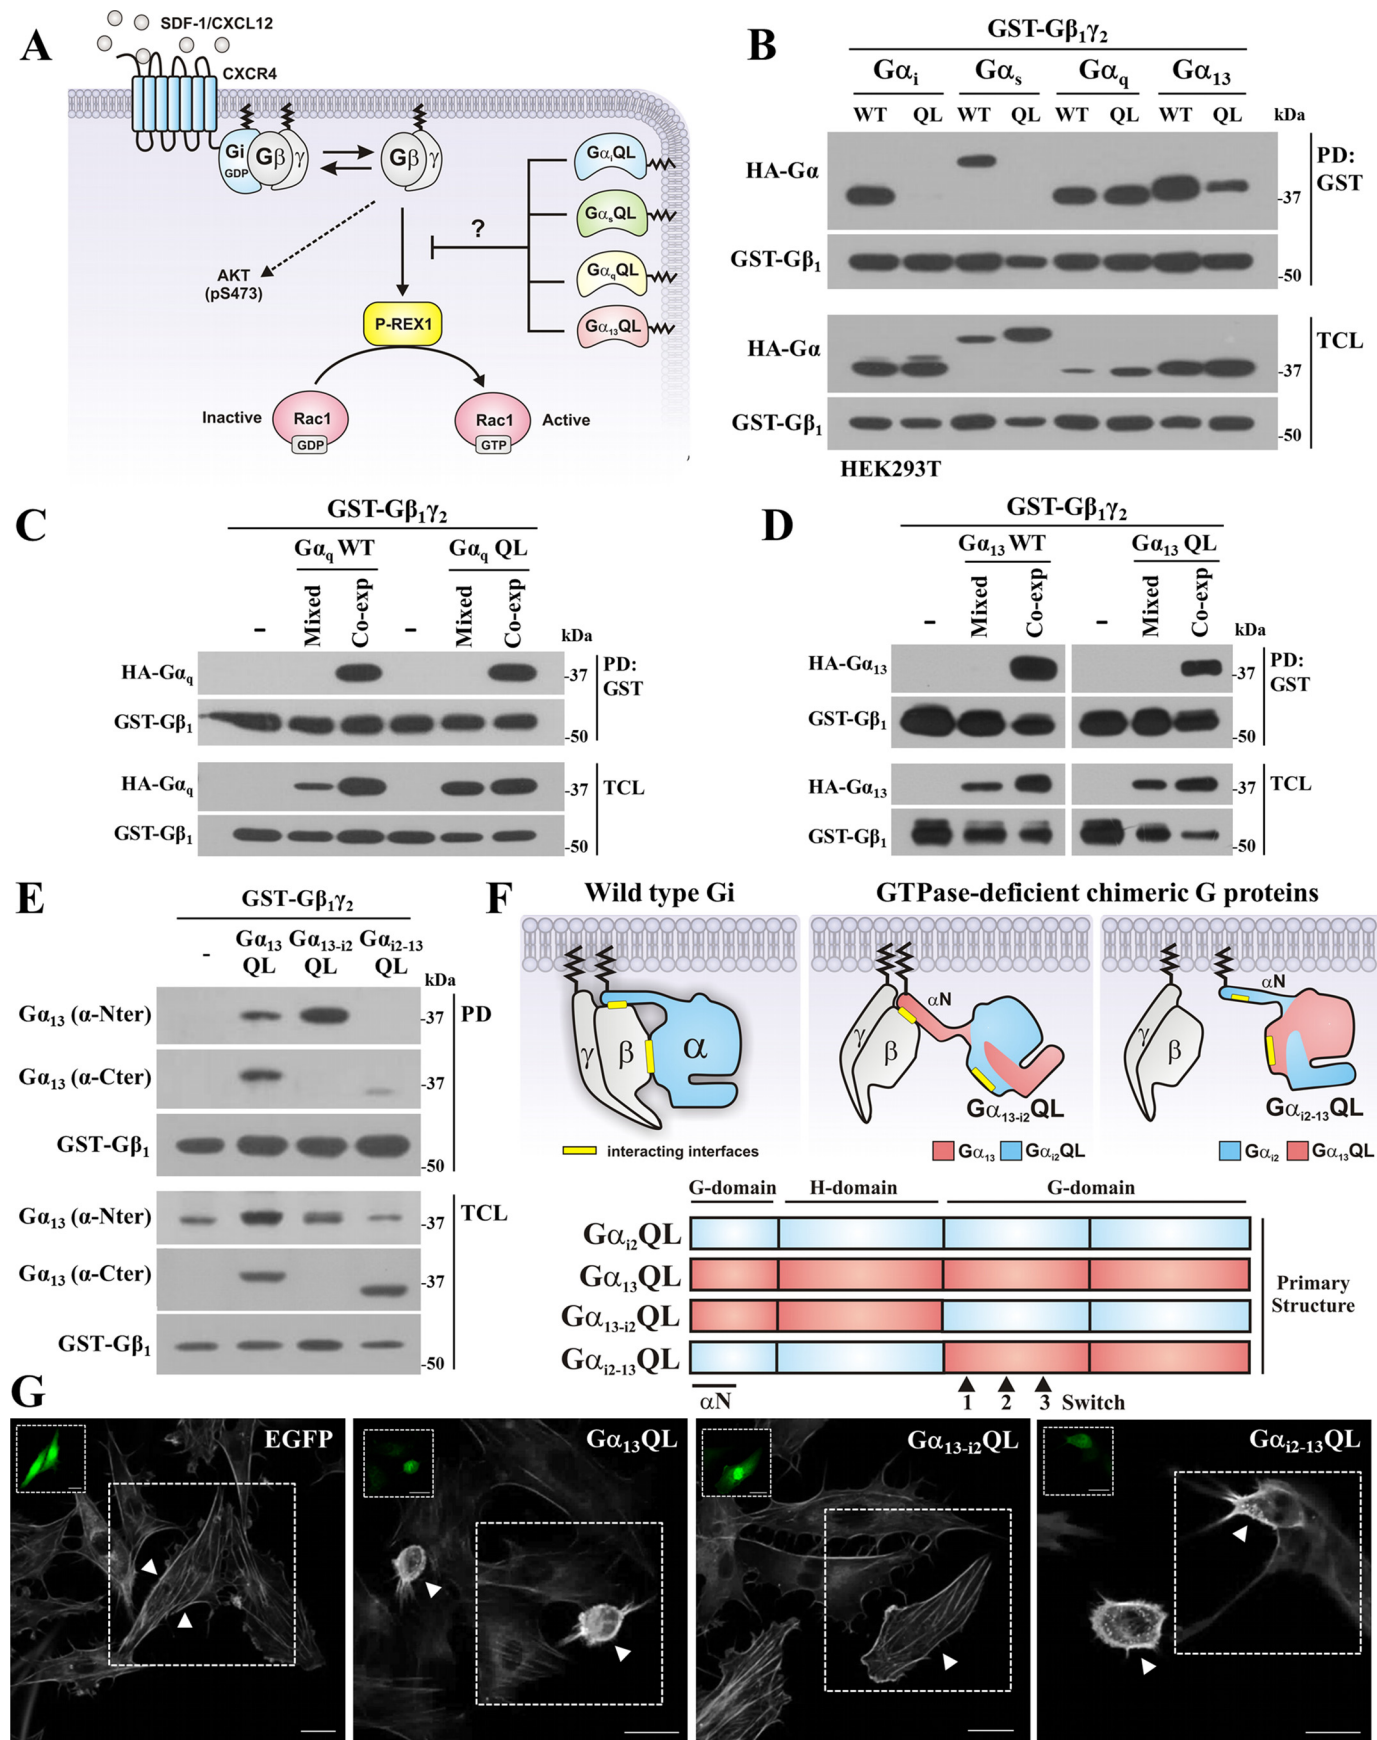 A
SDF-1/CXCL12
CXCR4
Gi
GDP
Gβ
γ
Gβ
γ
GαiQL
GαsQL
GαqQL
Gα13QL
?
AKT
(pS473)
P-REX1
Inactive
Rac1
GDP
Rac1
GTP
Active
B
GST-Gβ1γ2
Gαi Gαs Gαq Gα13
WT QL WT QL WT QL WT QL kDa
HA-Gα
-37
PD:
GST
GST-Gβ1
-50
HA-Gα
-37
TCL
GST-Gβ1
-50
HEK293T
C
GST-Gβ1γ2
Gαq WT Gαq QL
- Mixed Co-exp - Mixed Co-exp kDa
HA-Gαq
-37
PD:
GST
GST-Gβ1
-50
HA-Gαq
-37
TCL
GST-Gβ1
-50
D
GST-Gβ1γ2
Gα13 WT Gα13 QL
- Mixed Co-exp - Mixed Co-exp kDa
HA-Gα13
-37
PD:
GST
GST-Gβ1
-50
HA-Gα13
-37
TCL
GST-Gβ1
-50
E
GST-Gβ1γ2
- Gα13 QL Gα13-i2 QL Gαi2-13 QL
kDa
Gα13 (α-Nter)
-37
PD
Gα13 (α-Cter)
-37
GST-Gβ1
-50
Gα13 (α-Nter)
-37
TCL
Gα13 (α-Cter)
-37
GST-Gβ1
-50
F
Wild type Gi
GTPase-deficient chimeric G proteins
γ β α
interacting interfaces
αN
γ β
Gα13-i2QL
Gα13 Gαi2QL
αN
γ β
Gαi2-13QL
Gαi2 Gα13QL
G-domain H-domain G-domain
Gαi2QL
Gα13QL
Gα13-i2QL
Gαi2-13QL
Primary
Structure
αN
1 2 3 Switch
G
EGFP
Gα13QL
Gα13-i2QL
Gαi2-13QL